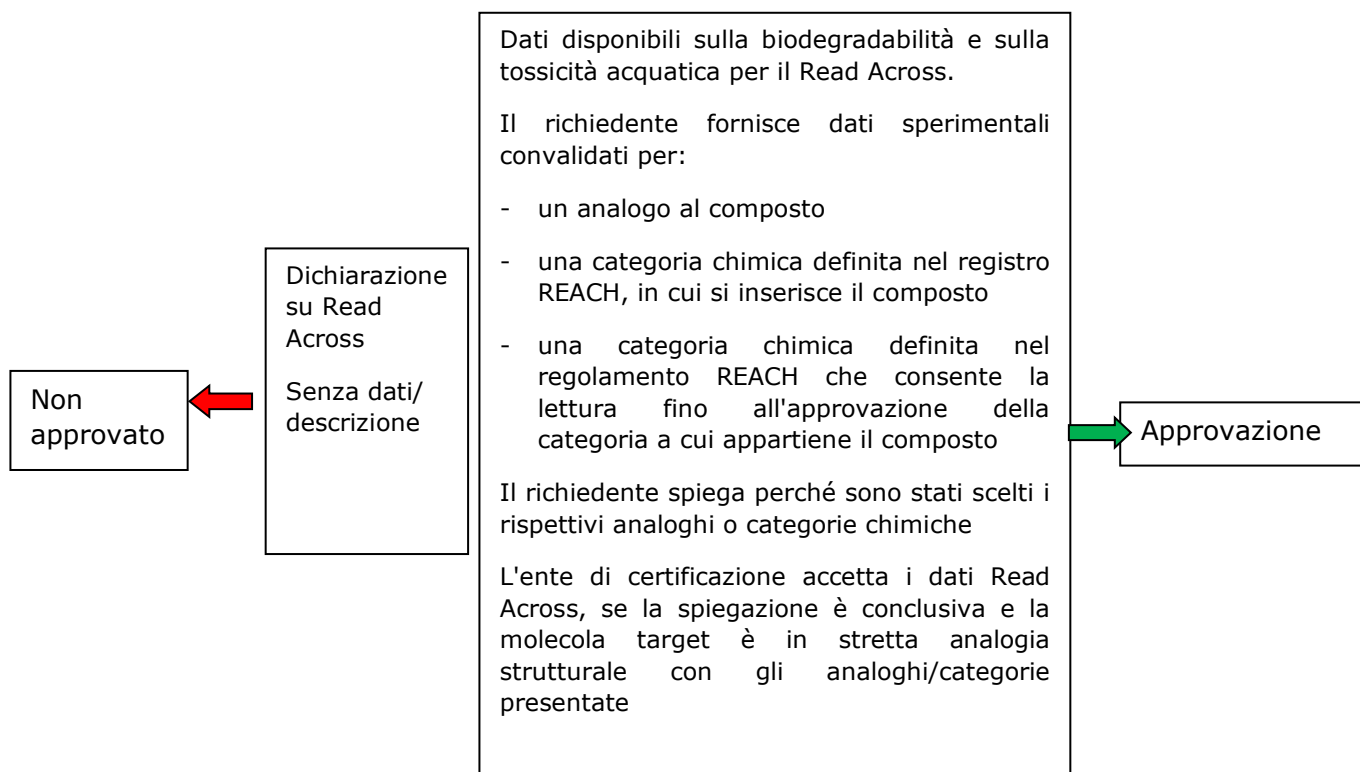 Non
approvato
Dichiarazione
su Read
Across
Senza dati/
descrizione
Dati disponibili sulla biodegradabilità e sulla
tossicità acquatica per il Read Across.
Il richiedente fornisce dati sperimentali
convalidati per:
- un analogo al composto
- una categoria chimica definita nel registro
REACH, in cui si inserisce il composto
- una categoria chimica definita nel
regolamento REACH che consente la
lettura fino all'approvazione della
categoria a cui appartiene il composto
Il richiedente spiega perché sono stati scelti i
rispettivi analoghi o categorie chimiche
L'ente di certificazione accetta i dati Read
Across, se la spiegazione è conclusiva e la
molecola target è in stretta analogia
strutturale con gli analoghi/categorie
presentate
Approvazione